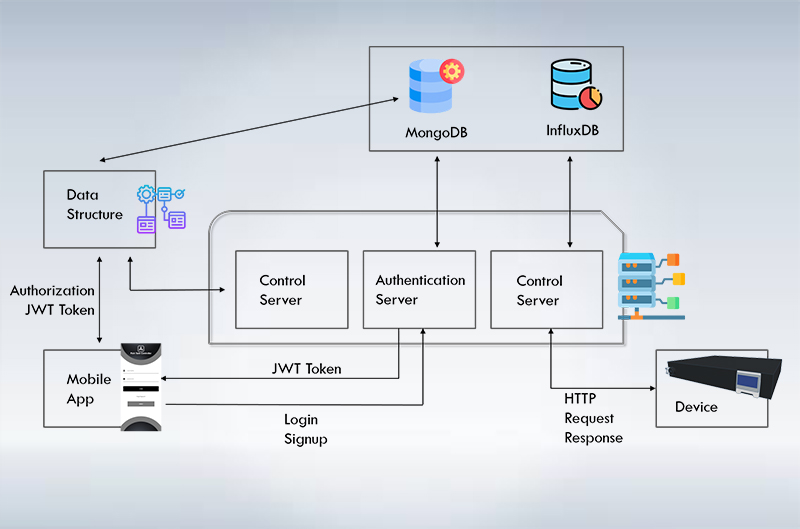 MongoDB
InfluxDB
Data
Structure
Control
Server
Authentication
Server
Control
Server
Authorization
JWT Token
Mobile
App
JWT Token
Login
Signup
HTTP
Request
Response
Device